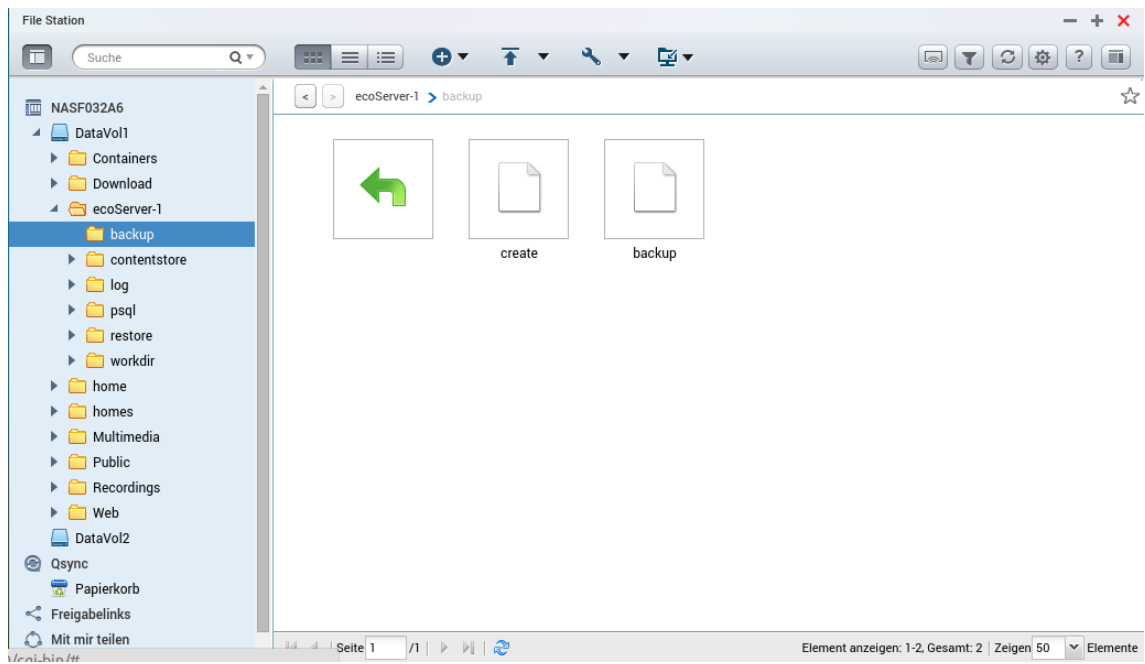 File Station
Suche
?
NASF032A6
DataVol1
Containers
Download
ecoServer-1
backup
contentstore
log
psql
restore
workdir
home
homes
Multimedia
Public
Recordings
Web
DataVol2
Qsync
Papierkorb
Freigabelinks
Mit mir teilen
ecoServer-1 > backup
create
backup
Seite 1 /1
Element anzeigen: 1-2, Gesamt: 2 Zeigen 50 Elemente
/cgi-bin/#